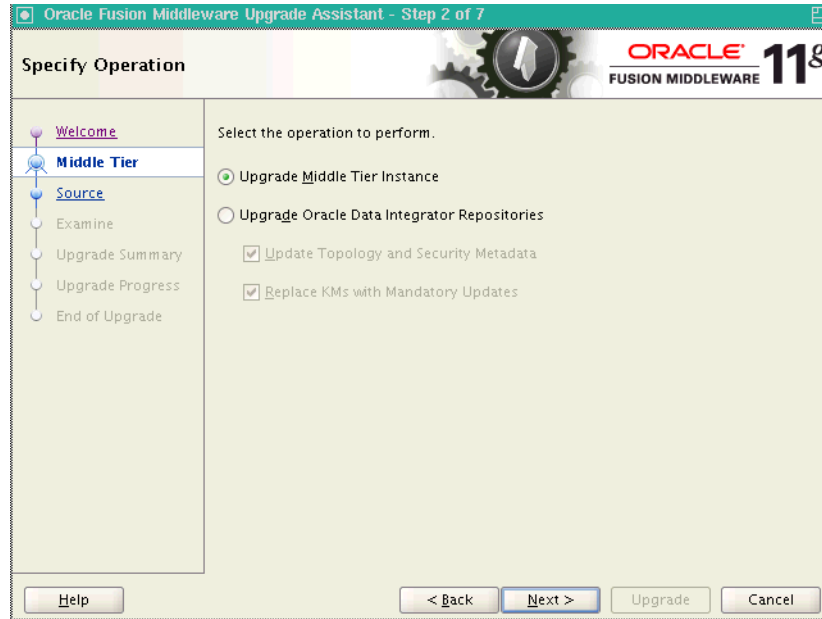 Oracle Fusion Middleware Upgrade Assistant - Step 2 of 7
Specify Operation
ORACLE
FUSION MIDDLEWARE
11g
Welcome
Middle Tier
Source
Examine
Upgrade Summary
Upgrade Progress
End of Upgrade
Select the operation to perform.
Upgrade Middle Tier Instance
Upgrade Oracle Data Integrator Repositories
Update Topology and Security Metadata
Replace KMs with Mandatory Updates
Help
< Back
Next >
Upgrade
Cancel